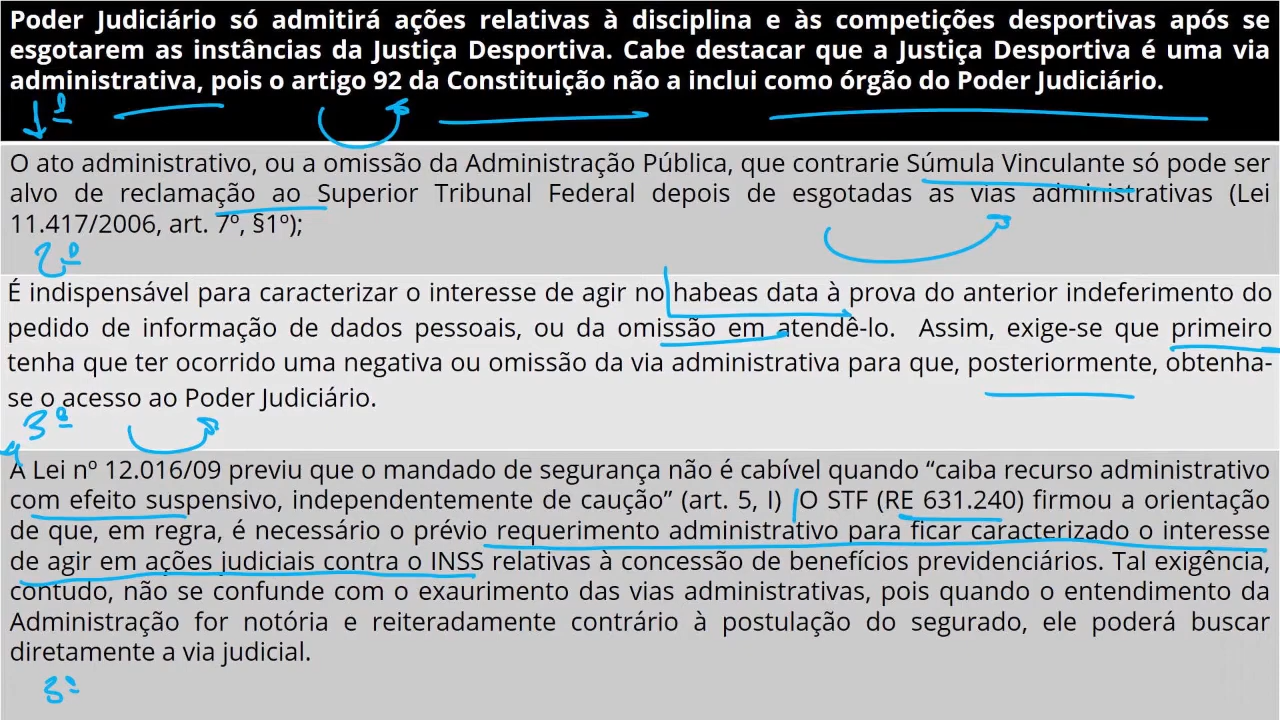 Poder Judiciário só admitirá ações relativas à disciplina e às competições desportivas após se
esgotarem as instâncias da Justiça Desportiva. Cabe destacar que a Justiça Desportiva é uma via
administrativa, pois o artigo 92 da Constituição não a inclui como órgão do Poder Judiciário.
1º
O ato administrativo, ou a omissão da Administração Pública, que contrarie Súmula Vinculante só pode ser
alvo de reclamação ao Superior Tribunal Federal depois de esgotadas as vias administrativas (Lei
11.417/2006, art. 7º, §1º);
2º
É indispensável para caracterizar o interesse de agir no habeas data à prova do anterior indeferimento do
pedido de informação de dados pessoais, ou da omissão em atendê-lo. Assim, exige-se que primeiro
tenha que ter ocorrido uma negativa ou omissão da via administrativa para que, posteriormente, obtenha-
se o acesso ao Poder Judiciário.
3º
A Lei nº 12.016/09 previu que o mandado de segurança não é cabível quando “caiba recurso administrativo
com efeito suspensivo, independentemente de caução” (art. 5, I) O STF (RE 631.240) firmou a orientação
de que, em regra, é necessário o prévio requerimento administrativo para ficar caracterizado o interesse
de agir em ações judiciais contra o INSS relativas à concessão de benefícios previdenciários. Tal exigência,
contudo, não se confunde com o exaurimento das vias administrativas, pois quando o entendimento da
Administração for notória e reiteradamente contrário à postulação do segurado, ele poderá buscar
diretamente a via judicial.
3º